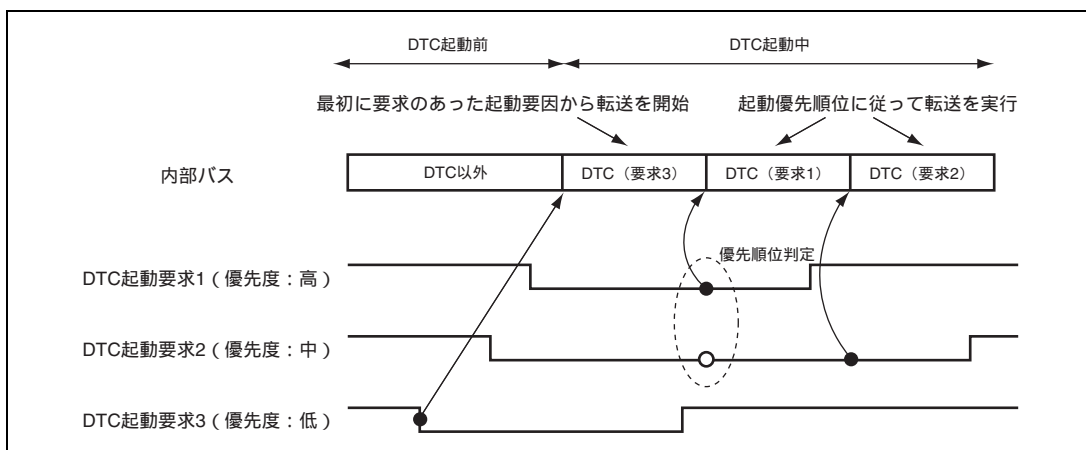 DTC起動前
DTC起動中
最初に要求のあった起動要因から転送を開始
起動優先順位に従って転送を実行
内部バス
DTC以外
DTC（要求3）
DTC（要求1）
DTC（要求2）
優先順位判定
DTC起動要求1（優先度：高）
DTC起動要求2（優先度：中）
DTC起動要求3（優先度：低）